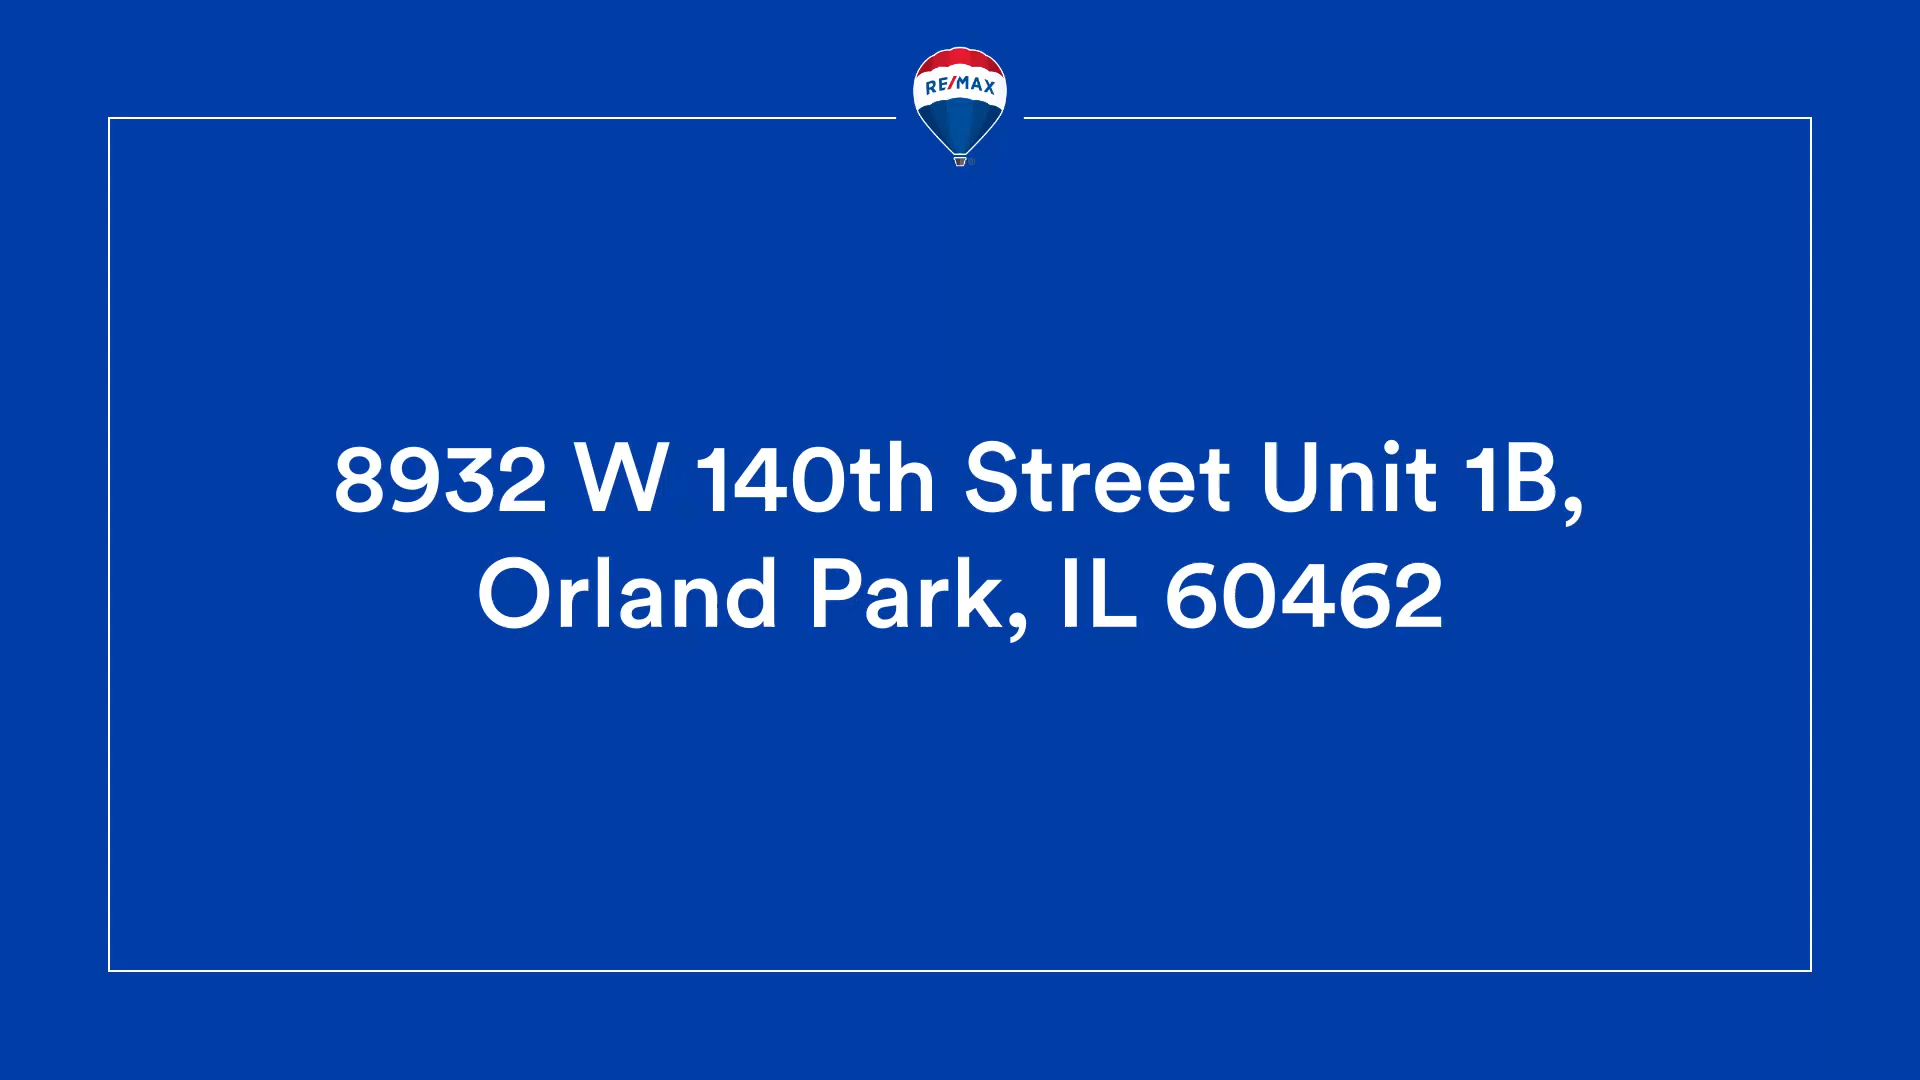 RE/MAX
8932 W 140th Street Unit 1B,
Orland Park, IL 60462